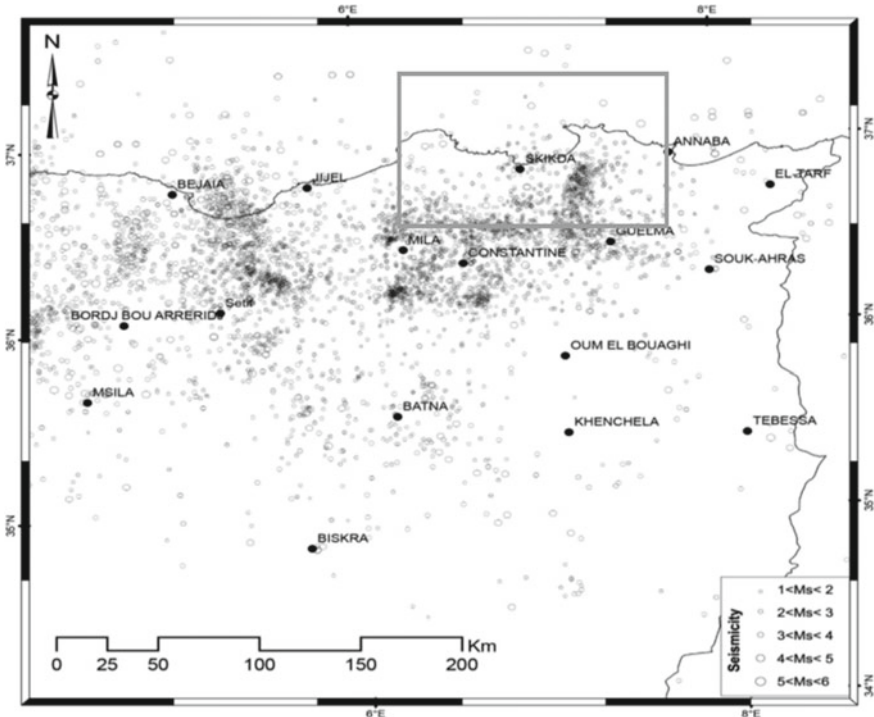 6°E 8°E
N
37°N 37°N
ANNABA
SKIKDA
BEJAIA JIJEL EL-TARF
MILA GUELMA
CONSTANTINE SOUK-AHRAS
36°N 36°N
Setif
BORDJ BOU ARRERIDJ
OUM EL BOUAGHI
MSILA
BATNA
KHENCHELA TEBESSA
35°N 35°N
BISKRA
Seismicity
1<Ms< 2
2<Ms< 3
3<Ms< 4
4<Ms< 5
5<Ms<6
Km
0 25 50 100 150 200
34°N
6°E 8°E